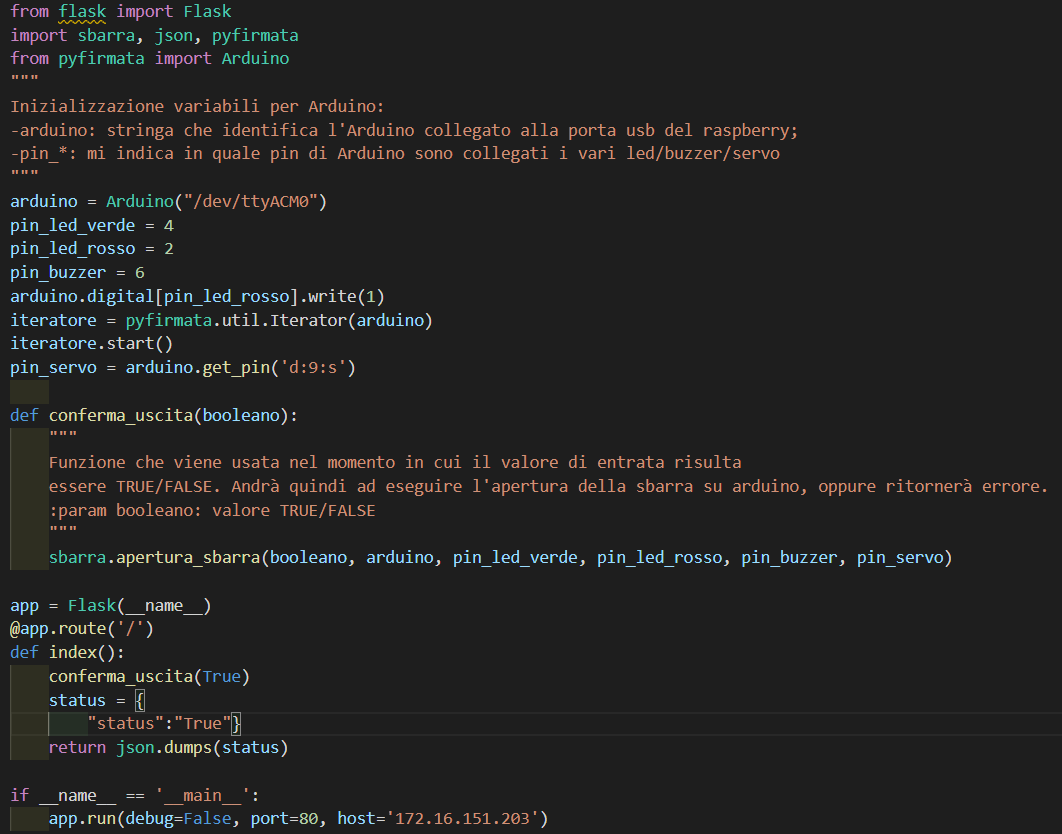 from flask import Flask
import sbarra, json, pyfirmata
from pyfirmata import Arduino
"""
Inizializzazione variabili per Arduino:
-arduino: stringa che identifica l'Arduino collegato alla porta usb del raspberry;
-pin_*: mi indica in quale pin di Arduino sono collegati i vari led/buzzer/servo
"""
arduino = Arduino("/dev/ttyACM0")
pin_led_verde = 4
pin_led_rosso = 2
pin_buzzer = 6
arduino.digital[pin_led_rosso].write(1)
iteratore = pyfirmata.util.Iterator(arduino)
iteratore.start()
pin_servo = arduino.get_pin('d:9:s')

def conferma_uscita(booleano):
    """
    Funzione che viene usata nel momento in cui il valore di entrata risulta
    essere TRUE/FALSE. Andrà quindi ad eseguire l'apertura della sbarra su arduino, oppure ritornerà errore.
    :param booleano: valore TRUE/FALSE
    """
    sbarra.apertura_sbarra(booleano, arduino, pin_led_verde, pin_led_rosso, pin_buzzer, pin_servo)

app = Flask(__name__)
@app.route('/')
def index():
    conferma_uscita(True)
    status = {
        "status":"True"}
    return json.dumps(status)

if __name__ == '__main__':
    app.run(debug=False, port=80, host='172.16.151.203')